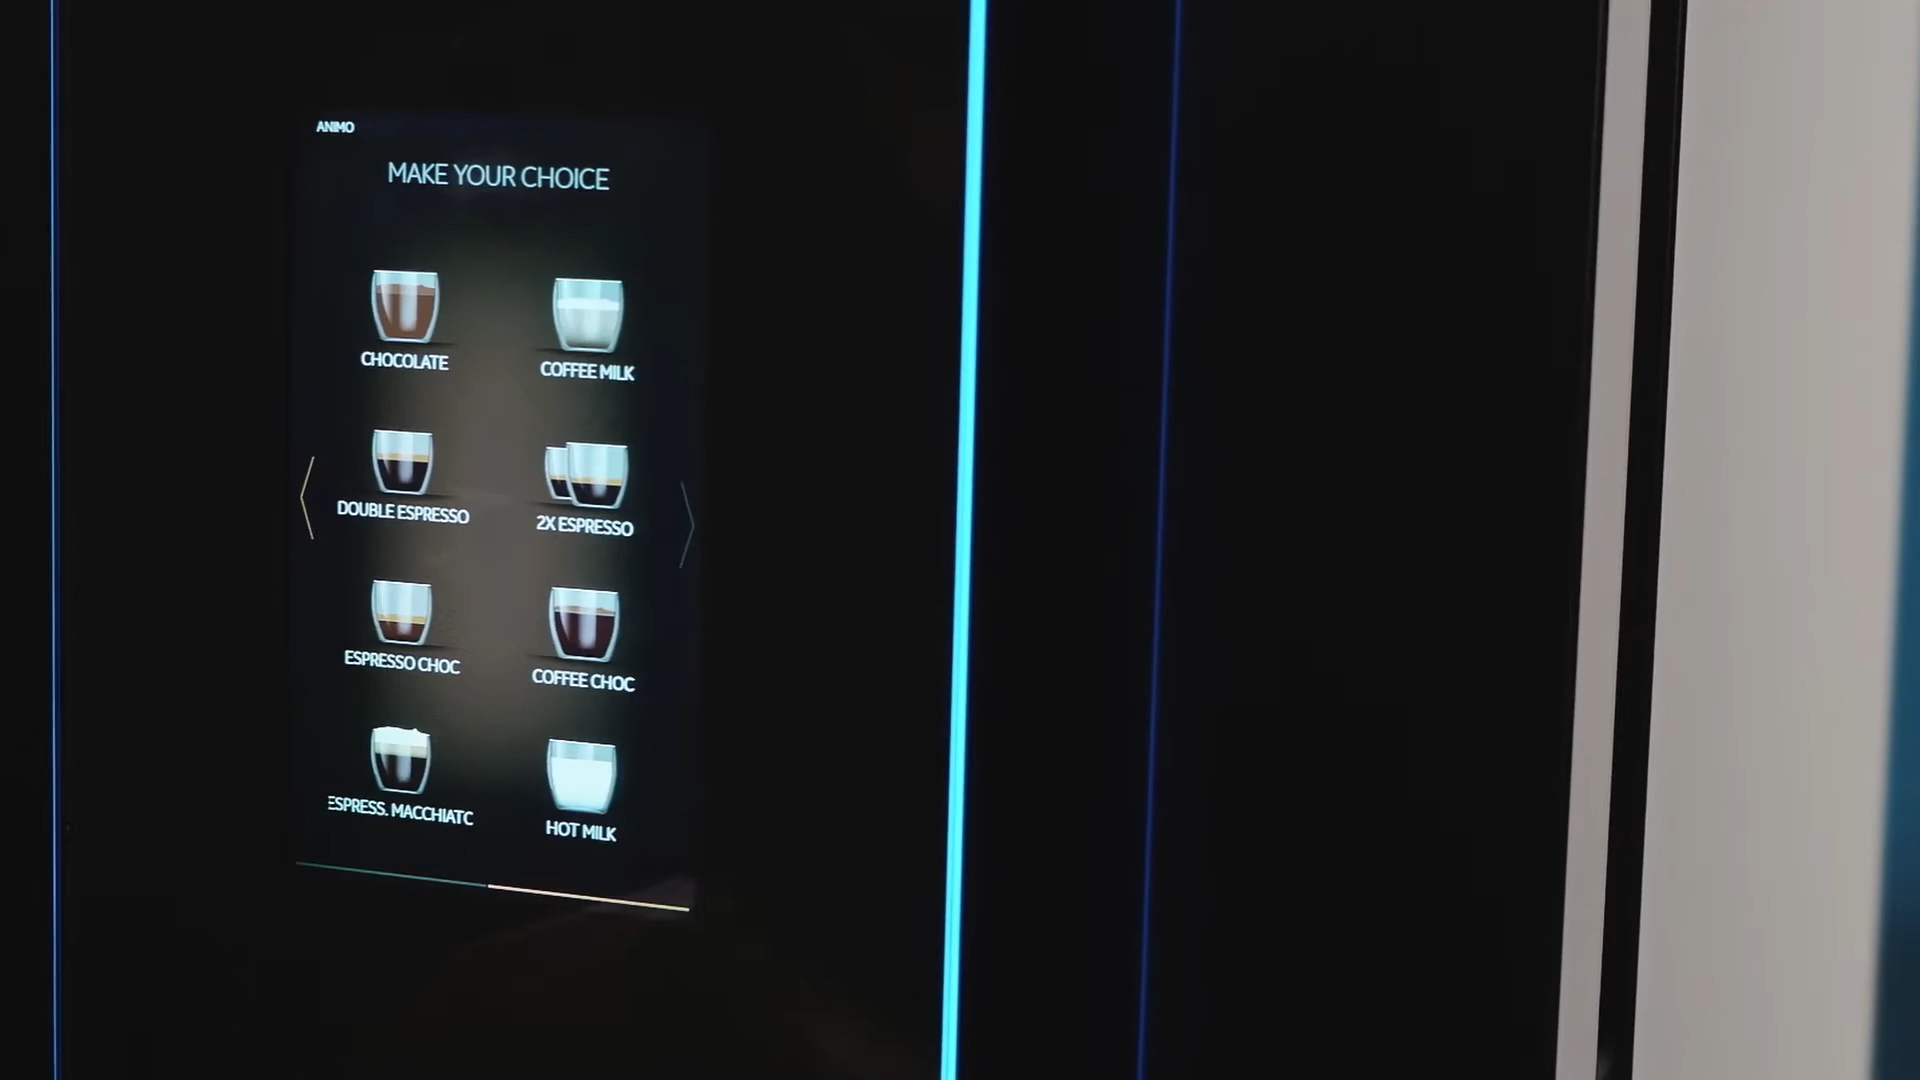 ANIMO
MAKE YOUR CHOICE
CHOCOLATE
COFFEE MILK
DOUBLE ESPRESSO
2X ESPRESSO
ESPRESSO CHOC
COFFEE CHOC
ESPRESS. MACCHIATC
HOT MILK